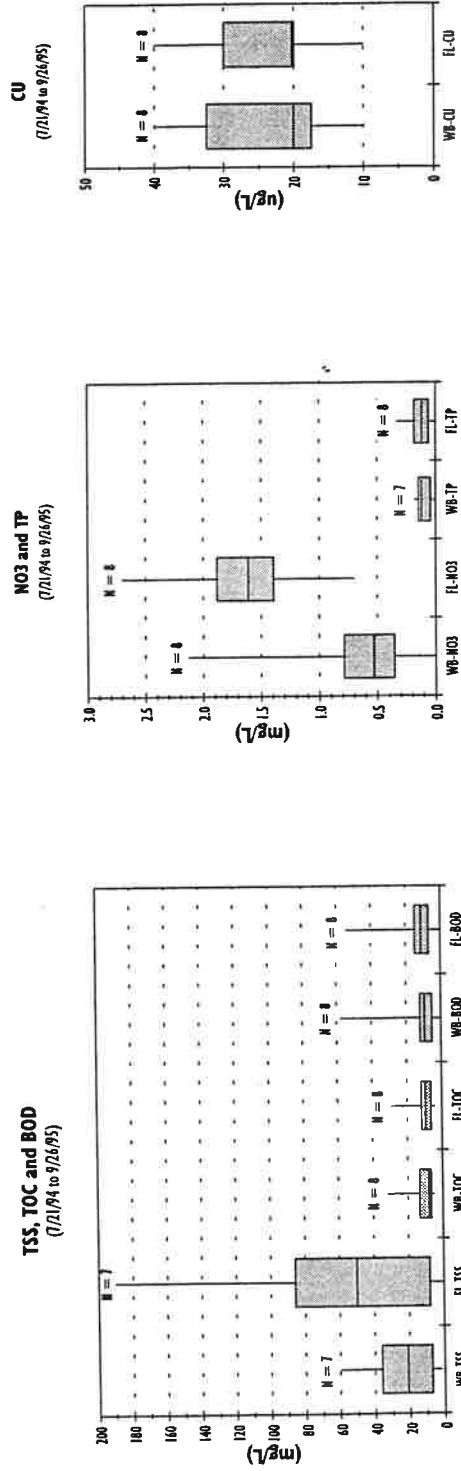 TSS, TOC and BOD
(7/21/94 to 9/26/95)
(mg/L)
200
180
160
140
120
100
80
60
40
20
0
N = 7
N = 7
N = 8
N = 8
N = 8
N = 8
WB-TSS
FL-TSS
WB-TOC
FL-TOC
WB-BOD
FL-BOD
NO3 and TP
(7/21/94 to 9/26/95)
(mg/L)
3.0
2.5
2.0
1.5
1.0
0.5
0.0
N = 8
N = 8
N = 7
N = 8
WB-NO3
FL-NO3
WB-TP
FL-TP
CU
(7/21/94 to 9/26/95)
(ug/L)
50
40
30
20
10
0
N = 8
N = 8
WB-CU
FL-CU